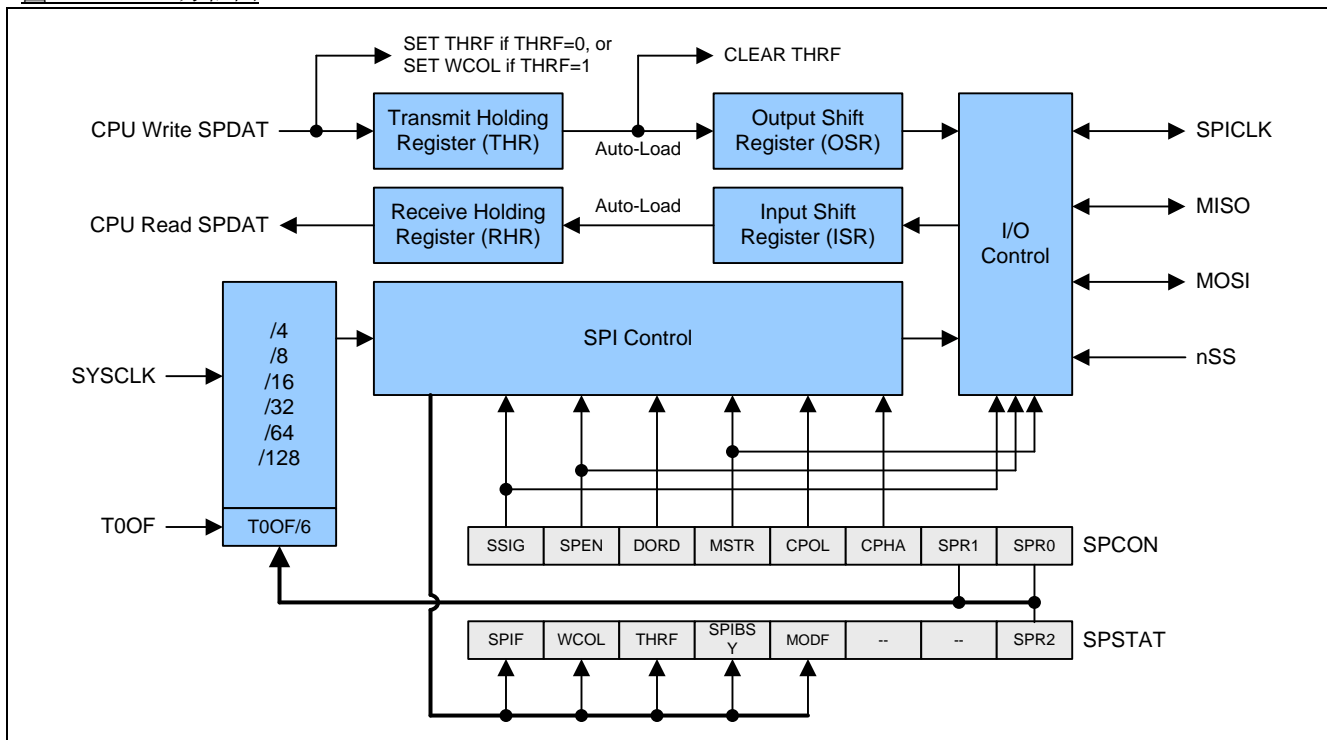 SET THRF if THRF=0, or
SET WCOL if THRF=1
CLEAR THRF
CPU Write SPDAT
Transmit Holding
Register (THR)
Auto-Load
Output Shift
Register (OSR)
SPICLK
CPU Read SPDAT
Receive Holding
Register (RHR)
Auto-Load
Input Shift
Register (ISR)
I/O
Control
MISO
MOSI
nSS
SYSCLK
/4
/8
/16
/32
/64
/128
SPI Control
T0OF
T0OF/6
SSIG SPEN DORD MSTR CPOL CPHA SPR1 SPR0 SPCON
SPIF WCOL THRF SPIBS
Y MODF -- -- SPR2 SPSTAT